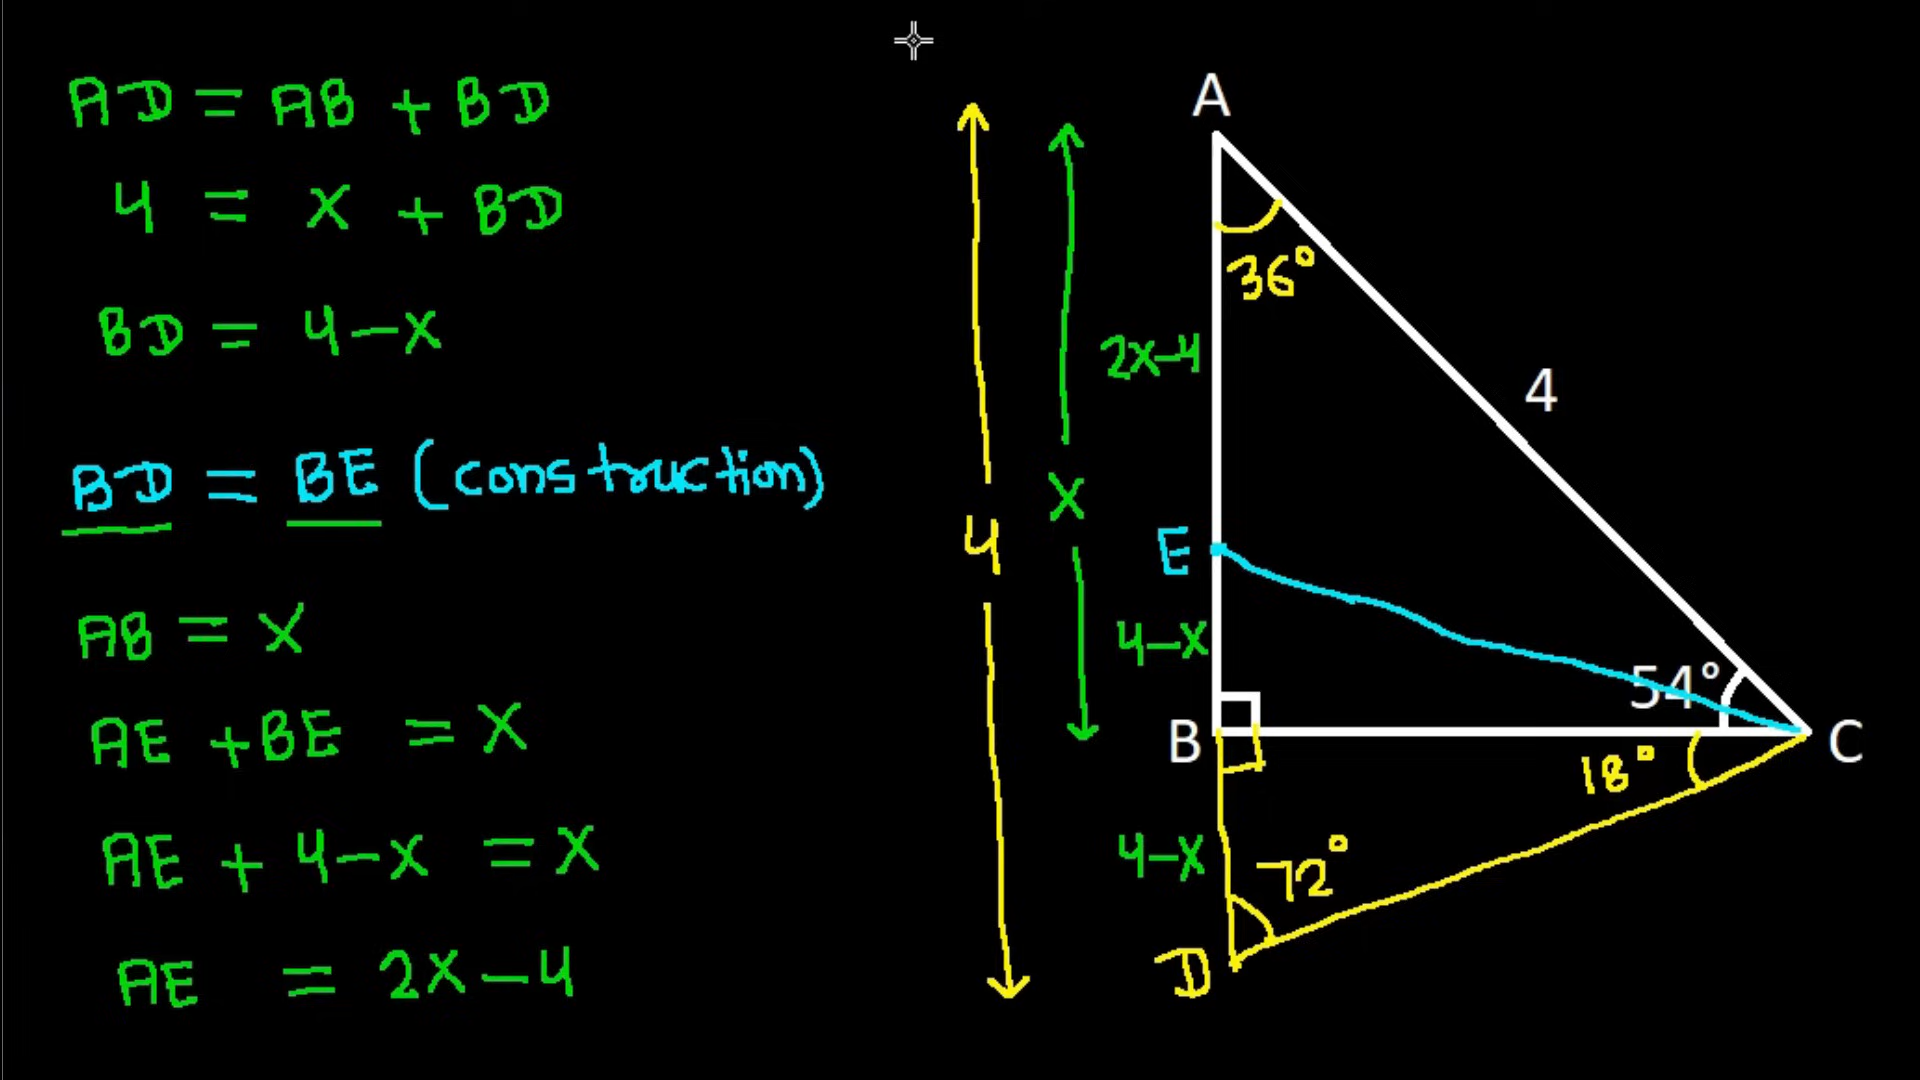 AD = AB + BD
4 = x + BD
BD = 4-x
BD = BE (construction)
AB = x
AE + BE = x
AE + 4-x = x
AE = 2x-4
A
36°
2x-4
4
x
4
E
4-x
54°
B
C
18°
4-x
72°
D